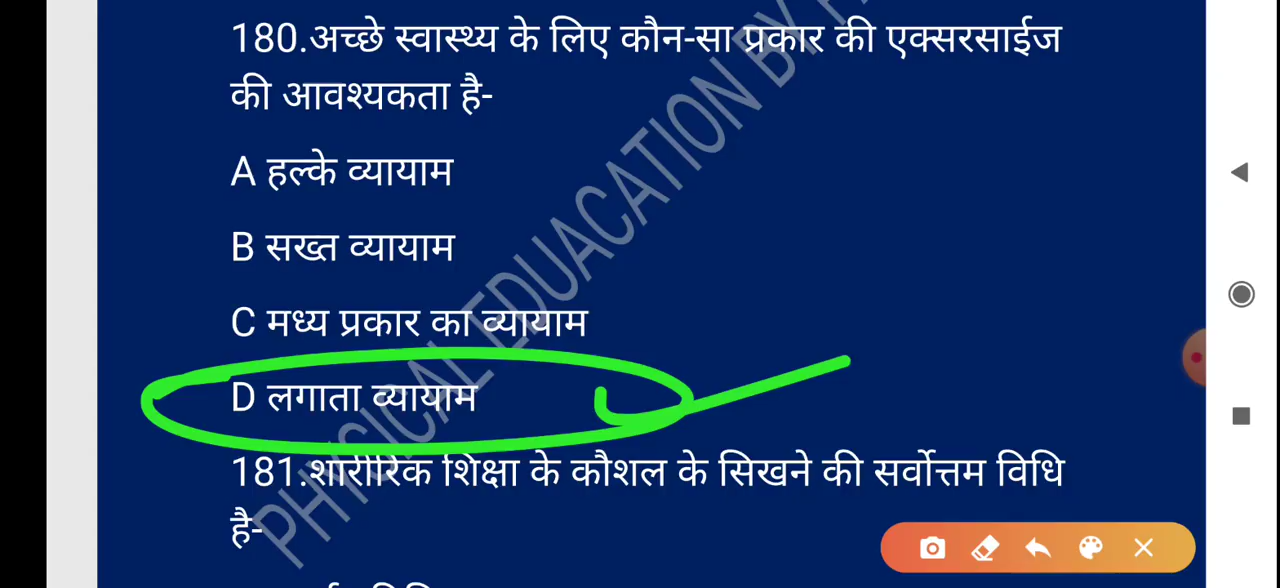 180.अच्छे स्वास्थ्य के लिए कौन-सा प्रकार की एक्सरसाईज
की आवश्यकता है-
A हल्के व्यायाम
B सख्त व्यायाम
C मध्य प्रकार का व्यायाम
D लगाता व्यायाम
181.शारीरिक शिक्षा के कौशल के सिखने की सर्वोत्तम विधि
है-
PHYSICAL EDUACATION BY